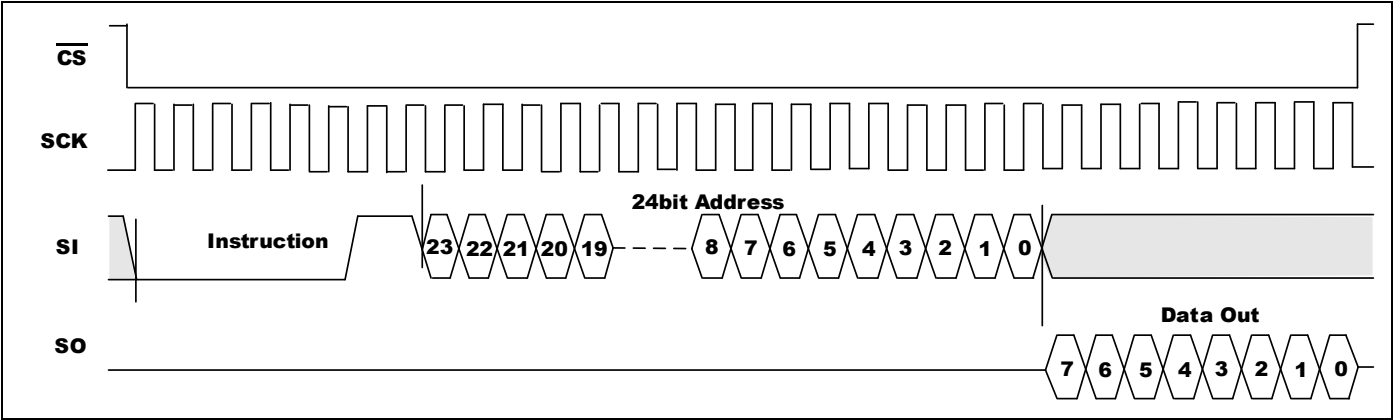 CS
SCK
24bit Address
SI Instruction 23 22 21 20 19 8 7 6 5 4 3 2 1 0
Data Out
SO 7 6 5 4 3 2 1 0